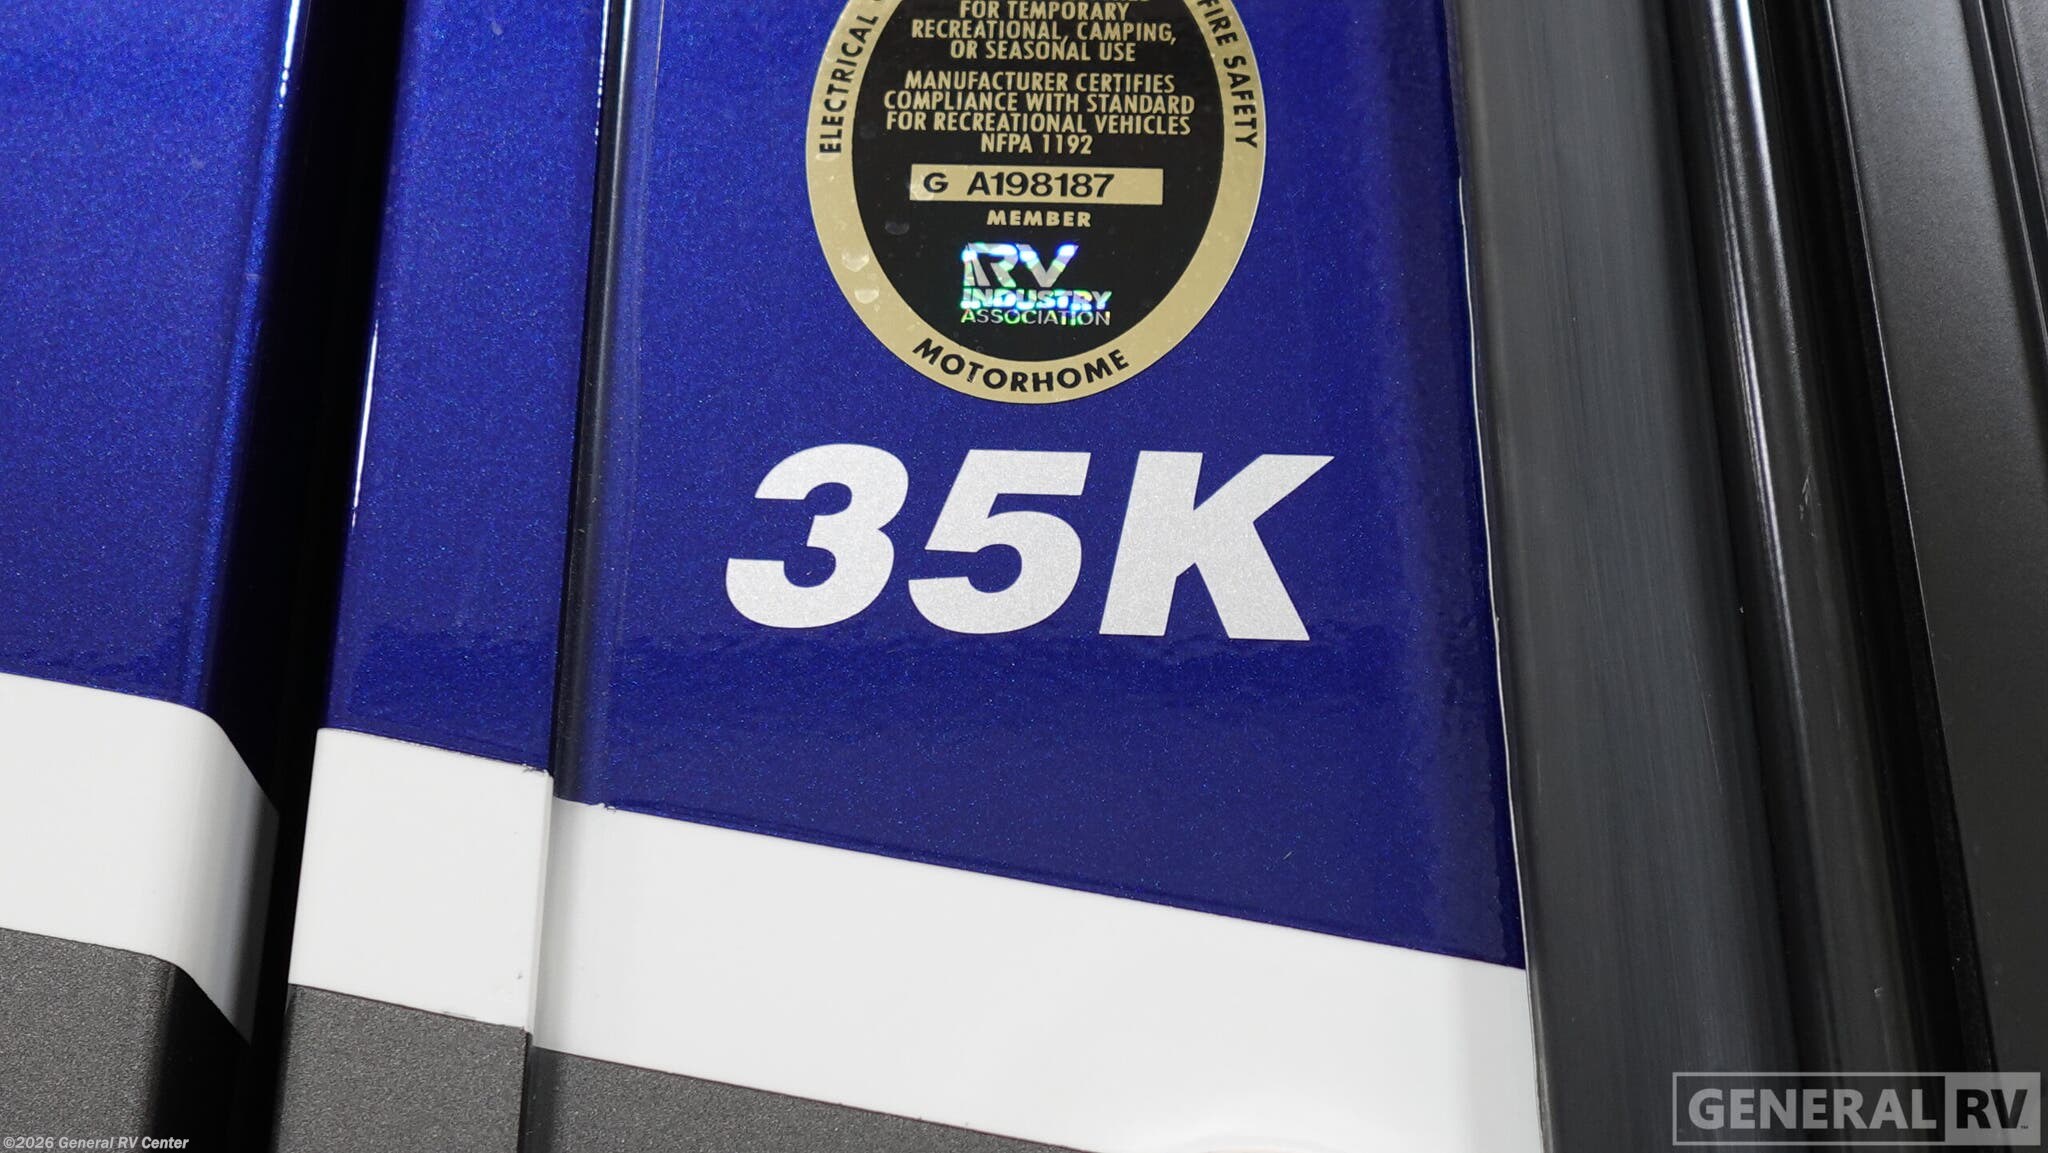 ELECTRICAL
FIRE SAFETY
FOR TEMPORARY
RECREATIONAL, CAMPING,
OR SEASONAL USE
MANUFACTURER CERTIFIES
COMPLIANCE WITH STANDARD
FOR RECREATIONAL VEHICLES
NFPA 1192
G A198187
MEMBER
RV
INDUSTRY
ASSOCIATION
MOTORHOME
35K
GENERAL RV
©2026 General RV Center